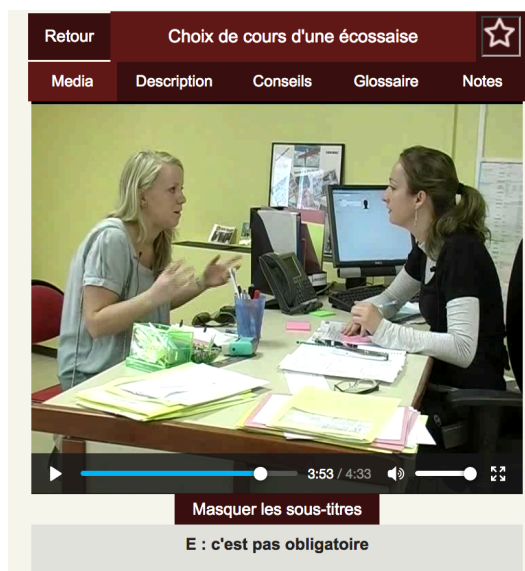 Retour
Choix de cours d'une écossaise
Media Description Conseils Glossaire Notes
3:53 / 4:33
Masquer les sous-titres
E : c'est pas obligatoire